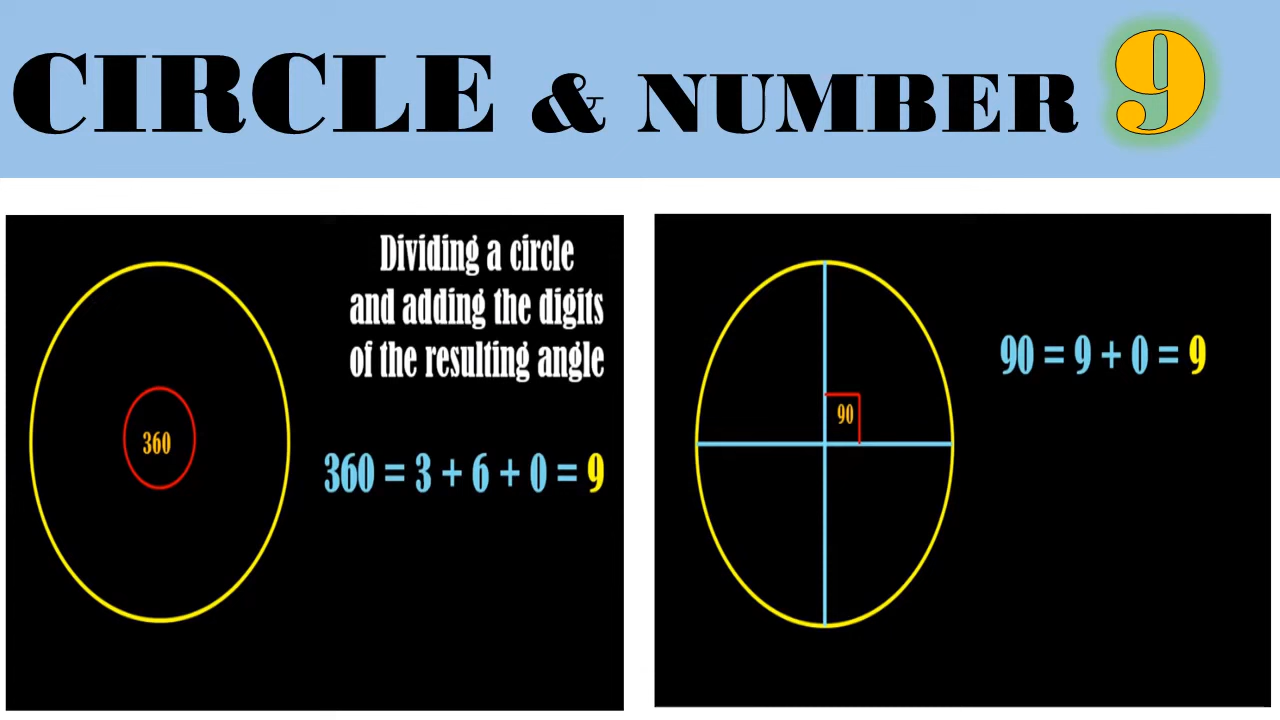 CIRCLE & NUMBER 9
Dividing a circle
and adding the digits
of the resulting angle
360
360 = 3 + 6 + 0 = 9
90 = 9 + 0 = 9
90